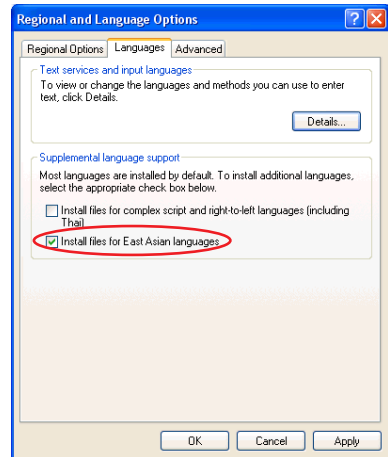 Regional and Language Options
Regional Options Languages Advanced
Text services and input languages
To view or change the languages and methods you can use to enter
text, click Details.
Details...
Supplemental language support
Most languages are installed by default. To install additional languages,
select the appropriate check box below.
Install files for complex script and right-to-left languages (including
Thai)
Install files for East Asian languages
OK Cancel Apply